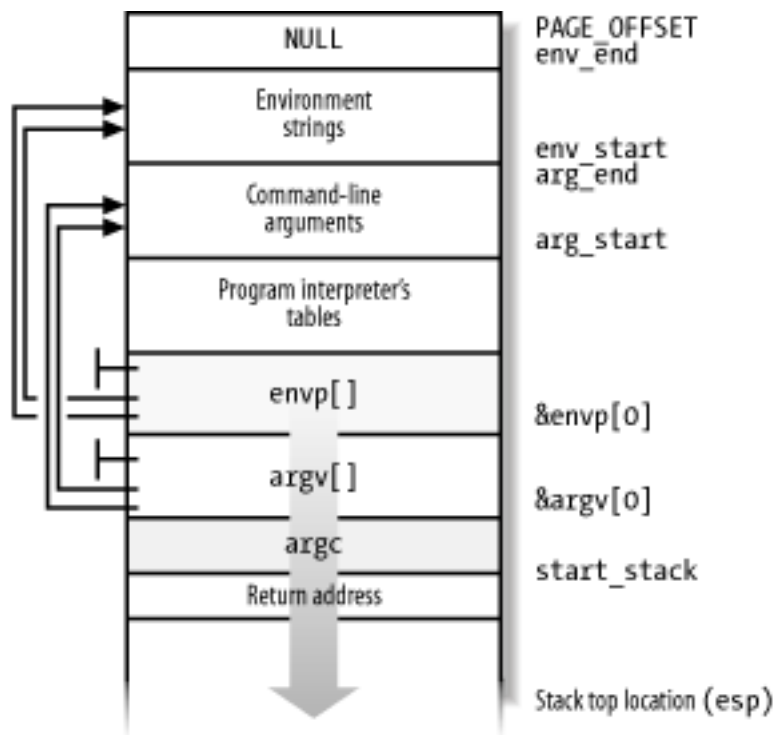 NULL
PAGE_OFFSET
env_end
Environment
strings
env_start
arg_end
Command-line
arguments
arg_start
Program interpreter's
tables
envp[]
&envp[0]
argv[]
&argv[0]
argc
start_stack
Return address
Stack top location (esp)